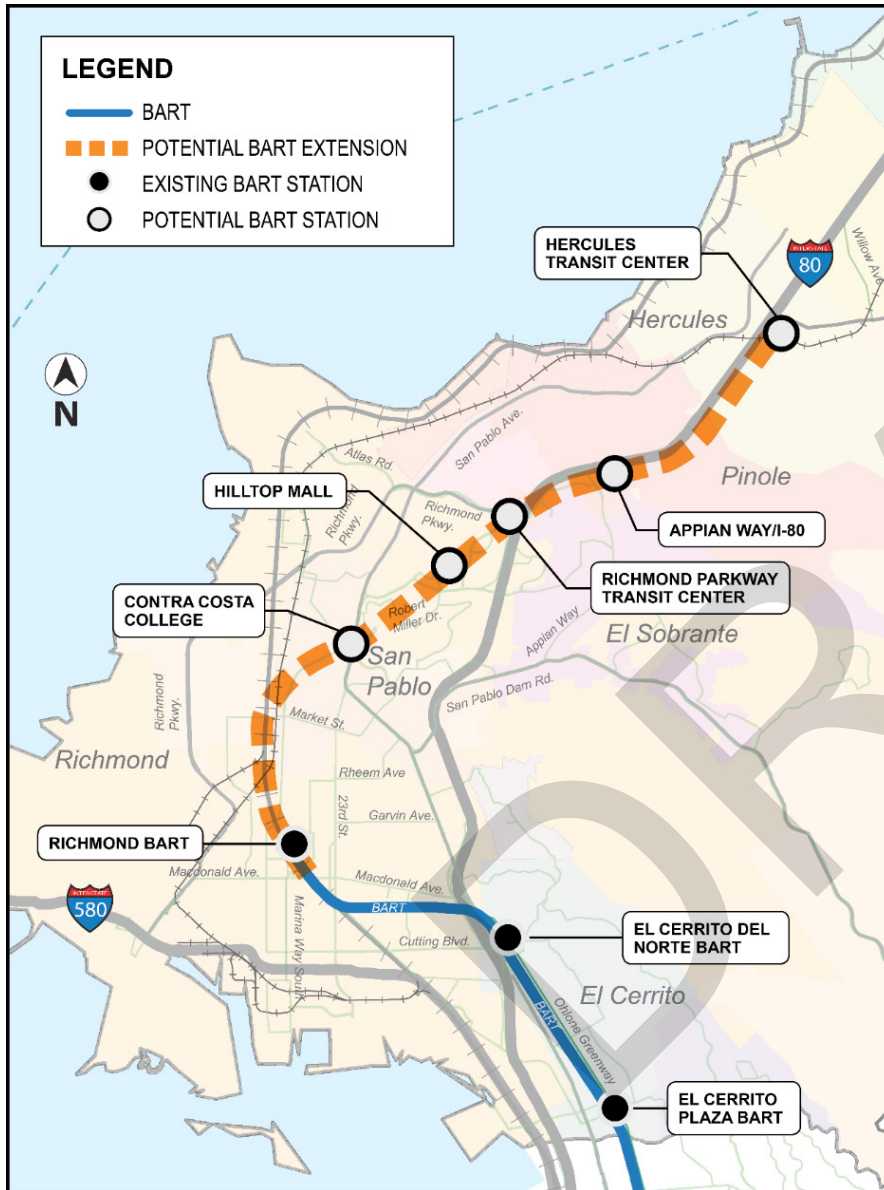 LEGEND
BART
POTENTIAL BART EXTENSION
EXISTING BART STATION
POTENTIAL BART STATION
HERCULES
TRANSIT CENTER
INTERSTATE
80
Willow Ave
Hercules
N
San Pablo Ave.
Atlas Rd.
Pinole
HILLTOP MALL
Richmond
Pkwy.
Richmond
Pkwy.
APPIAN WAY/I-80
RICHMOND PARKWAY
TRANSIT CENTER
CONTRA COSTA
COLLEGE
Robert
Miller Dr.
Appian Way
El Sobrante
San
Pablo
San Pablo Dam Rd.
Richmond
Pkwy.
Market St.
Richmond
Rheem Ave
23rd St.
Garvin Ave.
RICHMOND BART
Macdonald Ave.
Macdonald Ave.
INTERSTATE
580
BART
Marina Way South
Cutting Blvd.
EL CERRITO DEL
NORTE BART
El Cerrito
BART
Ohlone Greenway
EL CERRITO
PLAZA BART
DR